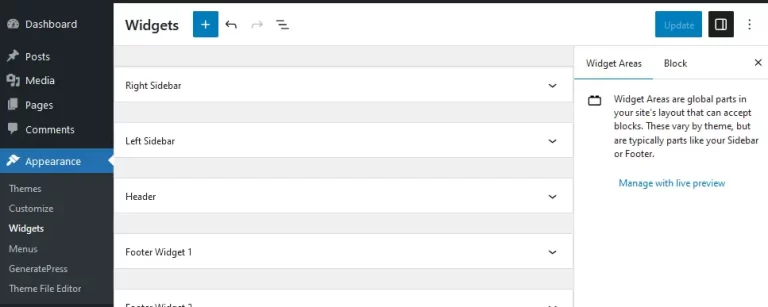 Dashboard
Posts
Media
Pages
Comments
Appearance
Themes
Customize
Widgets
Menus
GeneratePress
Theme File Editor
Widgets
Update
Right Sidebar
Left Sidebar
Header
Footer Widget 1
Footer Widget 2
Widget Areas
Block
Widget Areas are global parts in
your site's layout that can accept
blocks. These vary by theme, but
are typically parts like your Sidebar
or Footer.
Manage with live preview